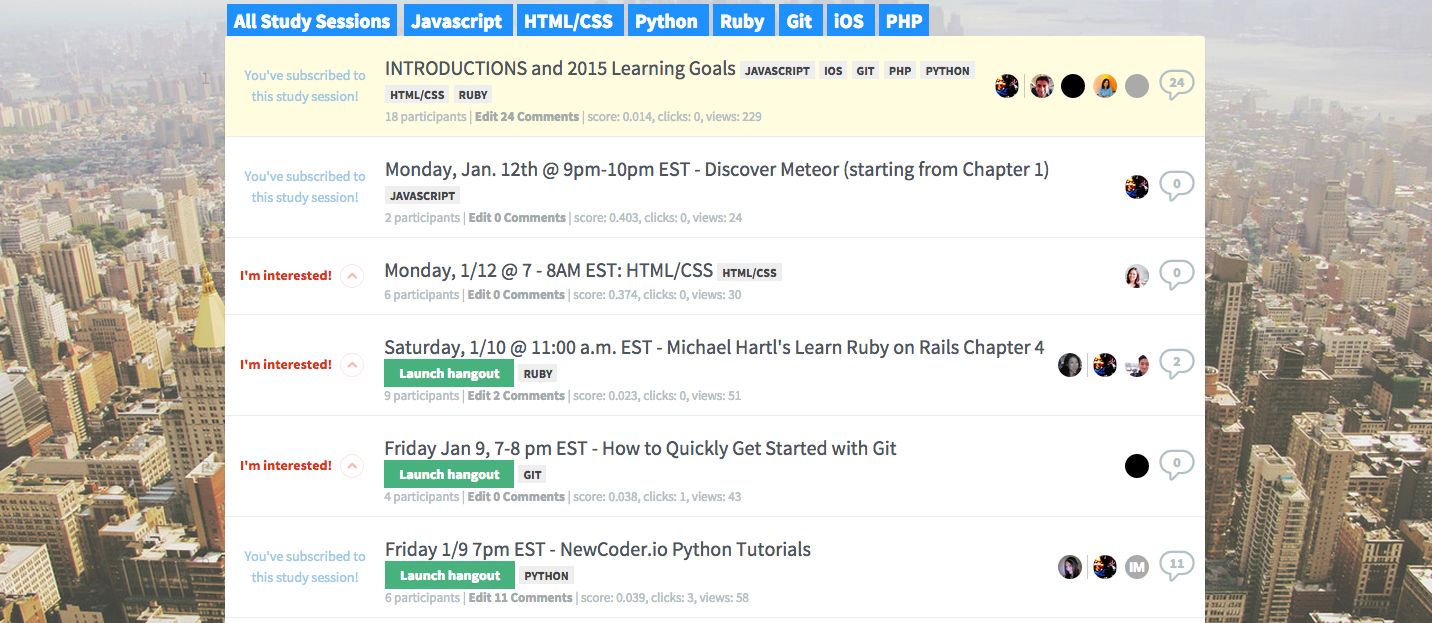 All Study Sessions Javascript HTML/CSS Python Ruby Git iOS PHP
You've subscribed to
this study session!
INTRODUCTIONS and 2015 Learning Goals JAVASCRIPT IOS GIT PHP PYTHON
HTML/CSS RUBY
18 participants | Edit 24 Comments | score: 0.014, clicks: 0, views: 229
24
You've subscribed to
this study session!
Monday, Jan. 12th @ 9pm-10pm EST - Discover Meteor (starting from Chapter 1)
JAVASCRIPT
2 participants | Edit 0 Comments | score: 0.403, clicks: 0, views: 24
0
I'm interested!
Monday, 1/12 @ 7 - 8AM EST: HTML/CSS HTML/CSS
6 participants | Edit 0 Comments | score: 0.374, clicks: 0, views: 30
0
I'm interested!
Saturday, 1/10 @ 11:00 a.m. EST - Michael Hartl's Learn Ruby on Rails Chapter 4
Launch hangout RUBY
9 participants | Edit 2 Comments | score: 0.023, clicks: 0, views: 51
2
I'm interested!
Friday Jan 9, 7-8 pm EST - How to Quickly Get Started with Git
Launch hangout GIT
4 participants | Edit 0 Comments | score: 0.038, clicks: 1, views: 43
0
You've subscribed to
this study session!
Friday 1/9 7pm EST - NewCoder.io Python Tutorials
Launch hangout PYTHON
6 participants | Edit 11 Comments | score: 0.039, clicks: 3, views: 58
IM
11
1